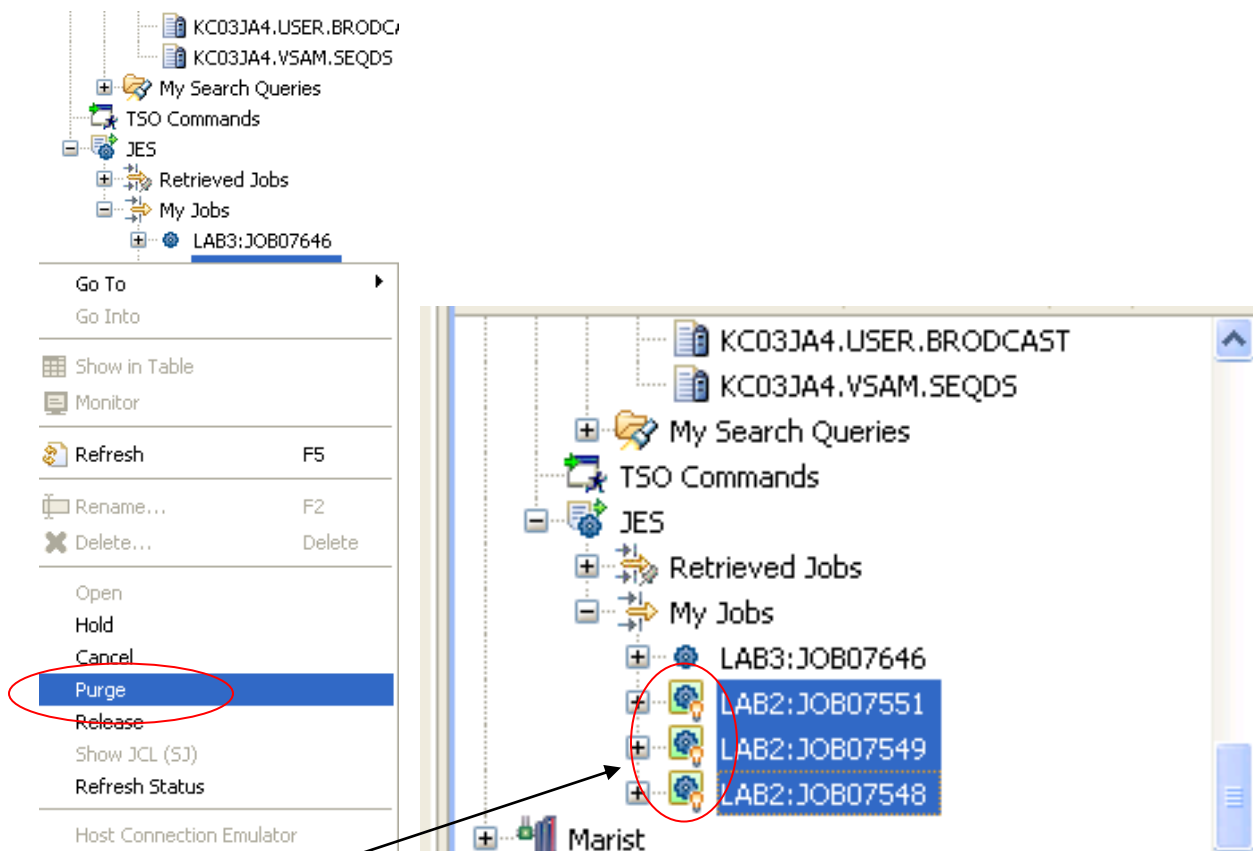 KC03JA4.USER.BRODCA
KC03JA4.VSAM.SEQDS
My Search Queries
TSO Commands
JES
Retrieved Jobs
My Jobs
LAB3:JOB07646
Go To
Go Into
Show in Table
Monitor
Refresh F5
Rename... F2
Delete... Delete
Open
Hold
Cancel
Purge
Release
Show JCL (SJ)
Refresh Status
Host Connection Emulator
KC03JA4.USER.BRODCAST
KC03JA4.VSAM.SEQDS
My Search Queries
TSO Commands
JES
Retrieved Jobs
My Jobs
LAB3:JOB07646
LAB2:JOB07551
LAB2:JOB07549
LAB2:JOB07548
Marist